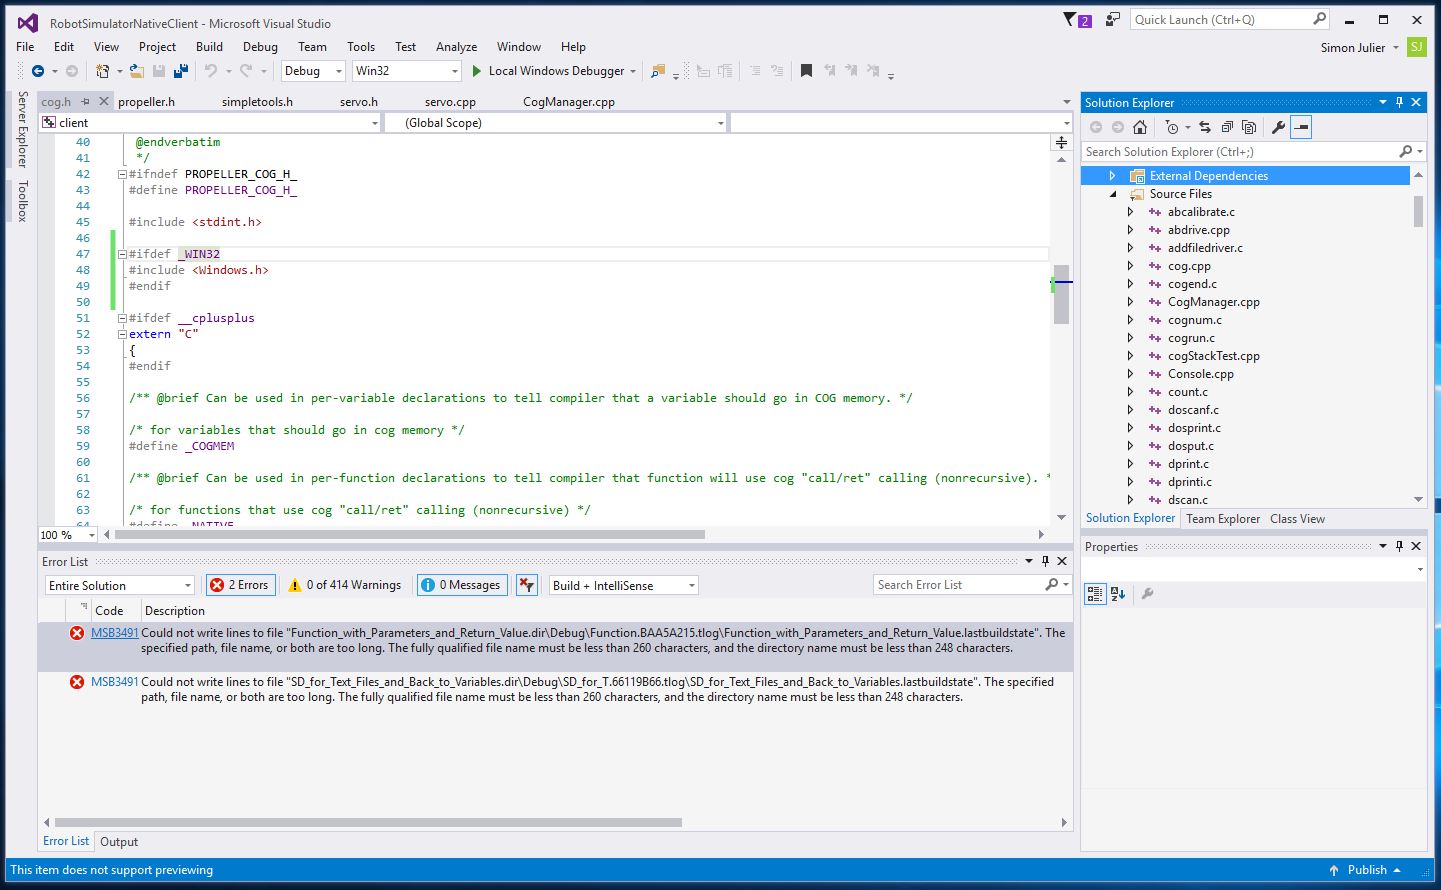 RobotSimulatorNativeClient - Microsoft Visual Studio
2
Quick Launch (Ctrl+Q)
File Edit View Project Build Debug Team Tools Test Analyze Window Help
Simon Julier SJ
Debug Win32 Local Windows Debugger
Server Explorer
Toolbox
cog.h propeller.h simpletools.h servo.h servo.cpp CogManager.cpp
client (Global Scope)
40 @endverbatim
41 */
42 #ifndef PROPELLER_COG_H_
43 #define PROPELLER_COG_H_
44
45 #include <stdint.h>
46
47 #ifdef _WIN32
48 #include <Windows.h>
49 #endif
50
51 #ifdef __cplusplus
52 extern "C"
53 {
54 #endif
55
56 /** @brief Can be used in per-variable declarations to tell compiler that a variable should go in COG memory. */
57
58 /* for variables that should go in cog memory */
59 #define _COGMEM
60
61 /** @brief Can be used in per-function declarations to tell compiler that function will use cog "call/ret" calling (nonrecursive). *
62
63 /* for functions that use cog "call/ret" calling (nonrecursive) */
64 #define _NATIVE
100 %
Solution Explorer
Search Solution Explorer (Ctrl+;)
External Dependencies
Source Files
abcalibrate.c
abdrive.cpp
addfiledriver.c
cog.cpp
cogend.c
CogManager.cpp
cognum.c
cogrun.c
cogStackTest.cpp
Console.cpp
count.c
doscanf.c
dosprint.c
dosput.c
dprint.c
dprinti.c
dscan.c
Solution Explorer Team Explorer Class View
Properties
Error List
Entire Solution 2 Errors 0 of 414 Warnings 0 Messages Build + IntelliSense Search Error List
Code Description
MSB3491 Could not write lines to file "Function_with_Parameters_and_Return_Value.dir\Debug\Function.BAA5A215.tlog\Function_with_Parameters_and_Return_Value.lastbuildstate". The
specified path, file name, or both are too long. The fully qualified file name must be less than 260 characters, and the directory name must be less than 248 characters.
MSB3491 Could not write lines to file "SD_for_Text_Files_and_Back_to_Variables.dir\Debug\SD_for_T.66119B66.tlog\SD_for_Text_Files_and_Back_to_Variables.lastbuildstate". The specified
path, file name, or both are too long. The fully qualified file name must be less than 260 characters, and the directory name must be less than 248 characters.
Error List Output
This item does not support previewing
Publish